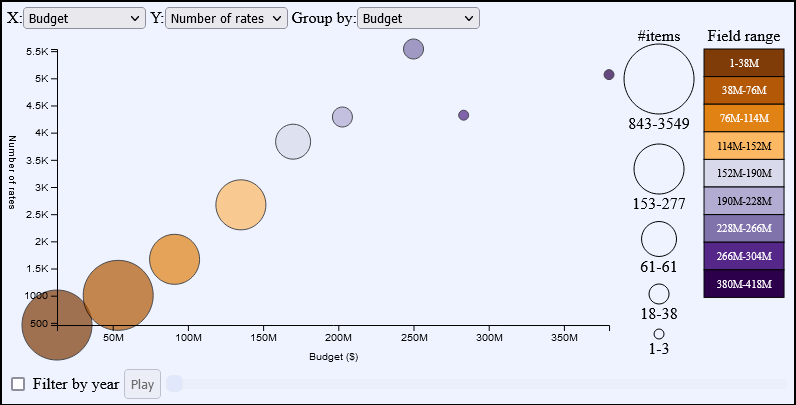 X: Budget Y: Number of rates Group by: Budget
#items
Field range
5.5K
5K
4.5K
4K
3.5K
3K
2.5K
2K
1.5K
1000
500
Number of rates
50M 100M 150M 200M 250M 300M 350M
Budget ($)
843-3549
153-277
61-61
18-38
1-3
1-38M
38M-76M
76M-114M
114M-152M
152M-190M
190M-228M
228M-266M
266M-304M
380M-418M
Filter by year Play